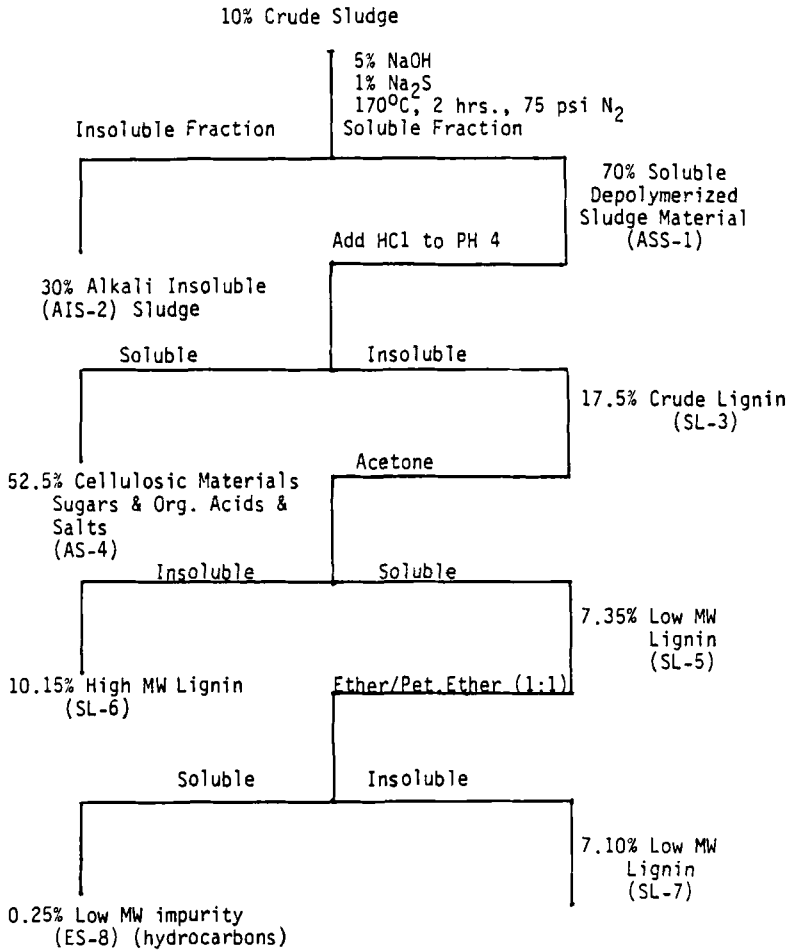 10% Crude Sludge
5% NaOH
1% Na₂S
170°C, 2 hrs., 75 psi N₂
Insoluble Fraction
Soluble Fraction
70% Soluble
Depolymerized
Sludge Material
(ASS-1)
Add HCl to PH 4
30% Alkali Insoluble
(AIS-2) Sludge
Soluble
Insoluble
17.5% Crude Lignin
(SL-3)
Acetone
52.5% Cellulosic Materials
Sugars & Org. Acids &
Salts
(AS-4)
Insoluble
Soluble
7.35% Low MW
Lignin
(SL-5)
10.15% High MW Lignin
(SL-6)
Ether/Pet.Ether (1:1)
Soluble
Insoluble
7.10% Low MW
Lignin
(SL-7)
0.25% Low MW impurity
(ES-8) (hydrocarbons)